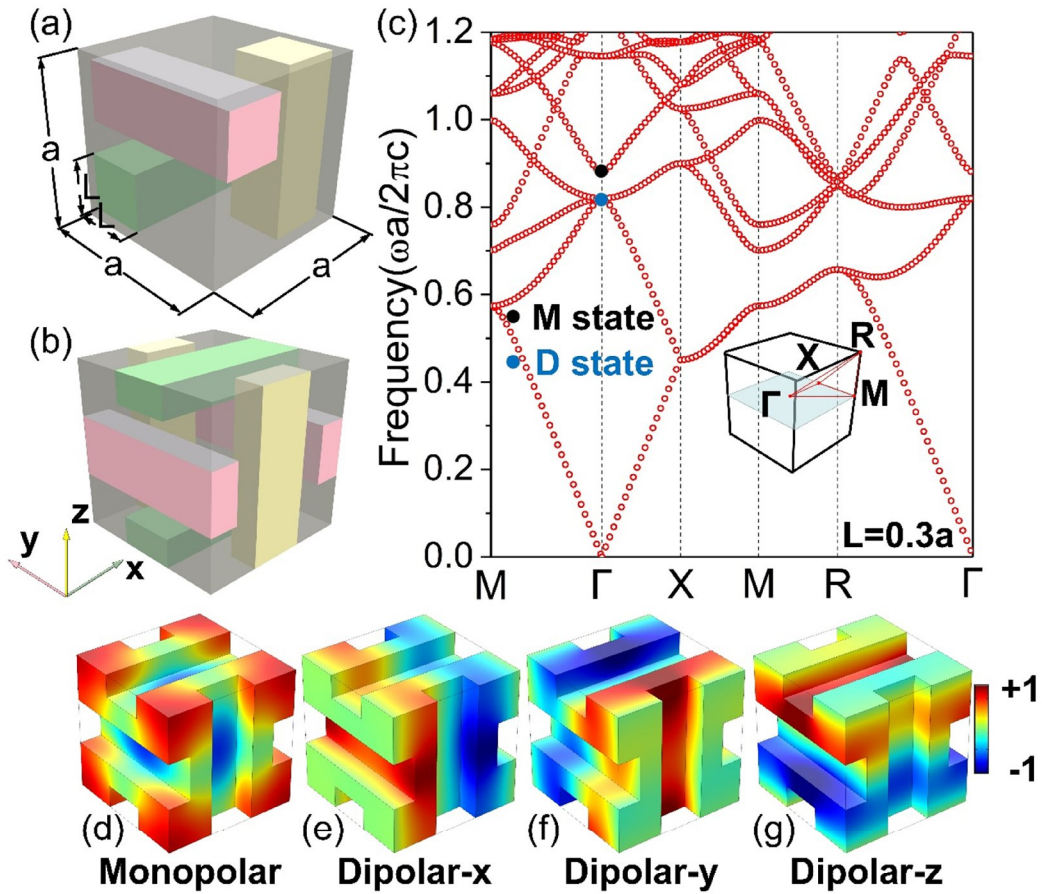 (a)
a
L
L
a
a
(b)
z
y
x
(c)
Frequency(ωa/2πc)
1.2
1.0
0.8
0.6
0.4
0.2
0.0
M state
D state
R
X
Γ
M
L=0.3a
M Γ X M R Γ
+1
-1
(d) (e) (f) (g)
Monopolar Dipolar-x Dipolar-y Dipolar-z